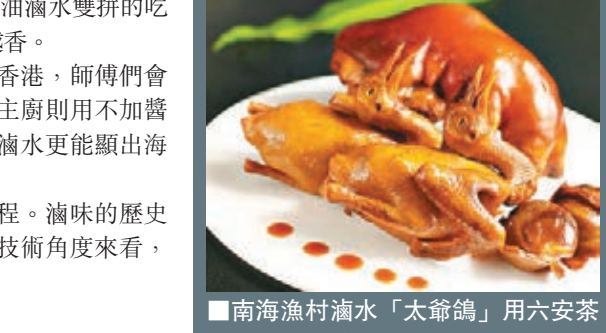 油滷水雙拼的吃
香。
香港，師傅們會
主廚則用不加醬
滷水更能顯出海
程。滷味的歷史
技術角度來看，
■南海漁村滷水「太爺鴿」用六安茶